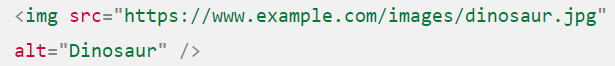 <img src="https://www.example.com/images/dinosaur.jpg"
alt="Dinosaur" />